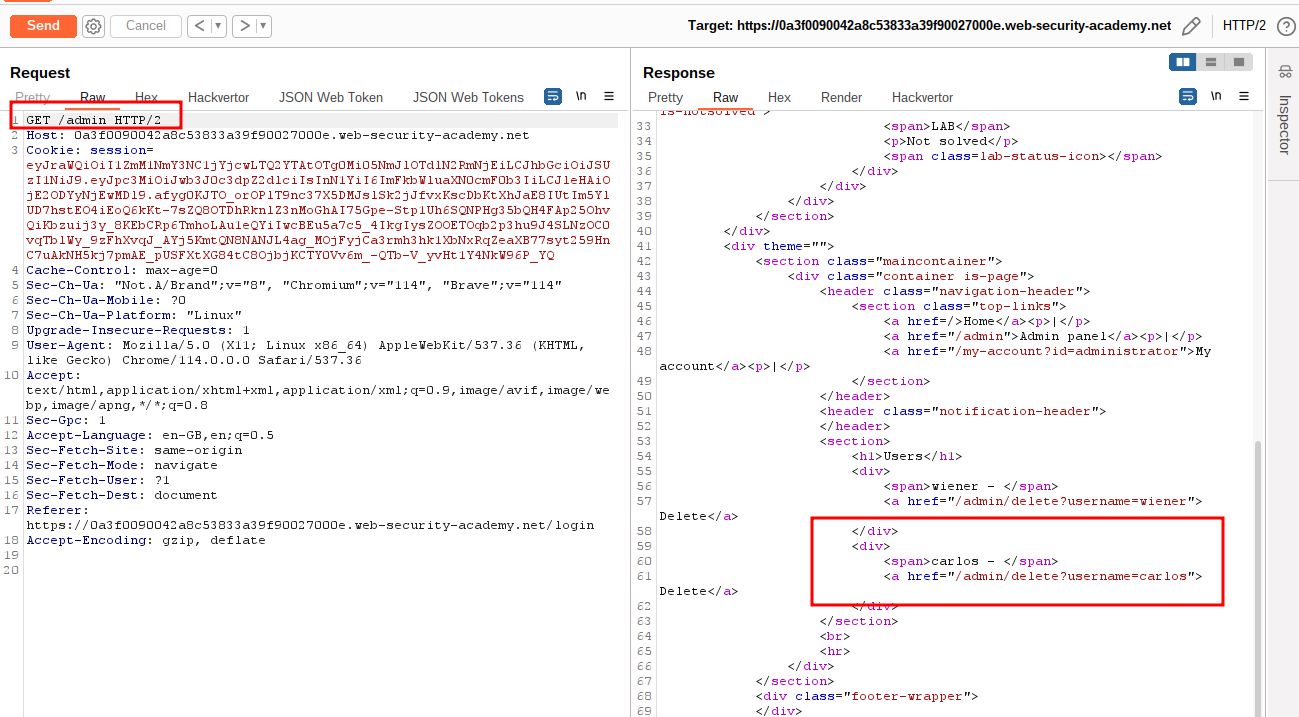 Send
Cancel
<
>
Target: https://0a3f0090042a8c53833a39f90027000e.web-security-academy.net
HTTP/2
Request
Pretty Raw Hex Hackvertor JSON Web Token JSON Web Tokens \n
1 GET /admin HTTP/2
2 Host: 0a3f0090042a8c53833a39f90027000e.web-security-academy.net
3 Cookie: session=
4 Cache-Control: max-age=0
5 Sec-Ch-Ua: "Not.A/Brand";v="8", "Chromium";v="114", "Brave";v="114"
6 Sec-Ch-Ua-Mobile: ?0
7 Sec-Ch-Ua-Platform: "Linux"
8 Upgrade-Insecure-Requests: 1
9 User-Agent: Mozilla/5.0 (X11; Linux x86_64) AppleWebKit/537.36 (KHTML,
like Gecko) Chrome/114.0.0.0 Safari/537.36
10 Accept:
text/html,application/xhtml+xml,application/xml;q=0.9,image/avif,image/we
bp,image/apng,*/*;q=0.8
11 Sec-Gpc: 1
12 Accept-Language: en-GB,en;q=0.5
13 Sec-Fetch-Site: same-origin
14 Sec-Fetch-Mode: navigate
15 Sec-Fetch-User: ?1
16 Sec-Fetch-Dest: document
17 Referer:
https://0a3f0090042a8c53833a39f90027000e.web-security-academy.net/login
18 Accept-Encoding: gzip, deflate
19
20
Response
Pretty Raw Hex Render Hackvertor \n
is-notsolved'>
33 <span>LAB</span>
34 <p>Not solved</p>
35 <span class=lab-status-icon></span>
36 </div>
37 </div>
38 </div>
39 </section>
40 </div>
41 <div theme="">
42 <section class="maincontainer">
43 <div class="container is-page">
44 <header class="navigation-header">
45 <section class="top-links">
46 <a href=/>Home</a><p>|</p>
47 <a href="/admin">Admin panel</a><p>|</p>
48 <a href="/my-account?id=administrator">My
account</a><p>|</p>
49 </section>
50 </header>
51 <header class="notification-header">
52 </header>
53 <section>
54 <h1>Users</h1>
55 <div>
56 <span>wiener - </span>
57 <a href="/admin/delete?username=wiener">
Delete</a>
58 </div>
59 <div>
60 <span>carlos - </span>
61 <a href="/admin/delete?username=carlos">
Delete</a>
62 </div>
63 </section>
64 <br>
65 <hr>
66 </div>
67 </section>
68 <div class="footer-wrapper">
69 </div>
Inspector